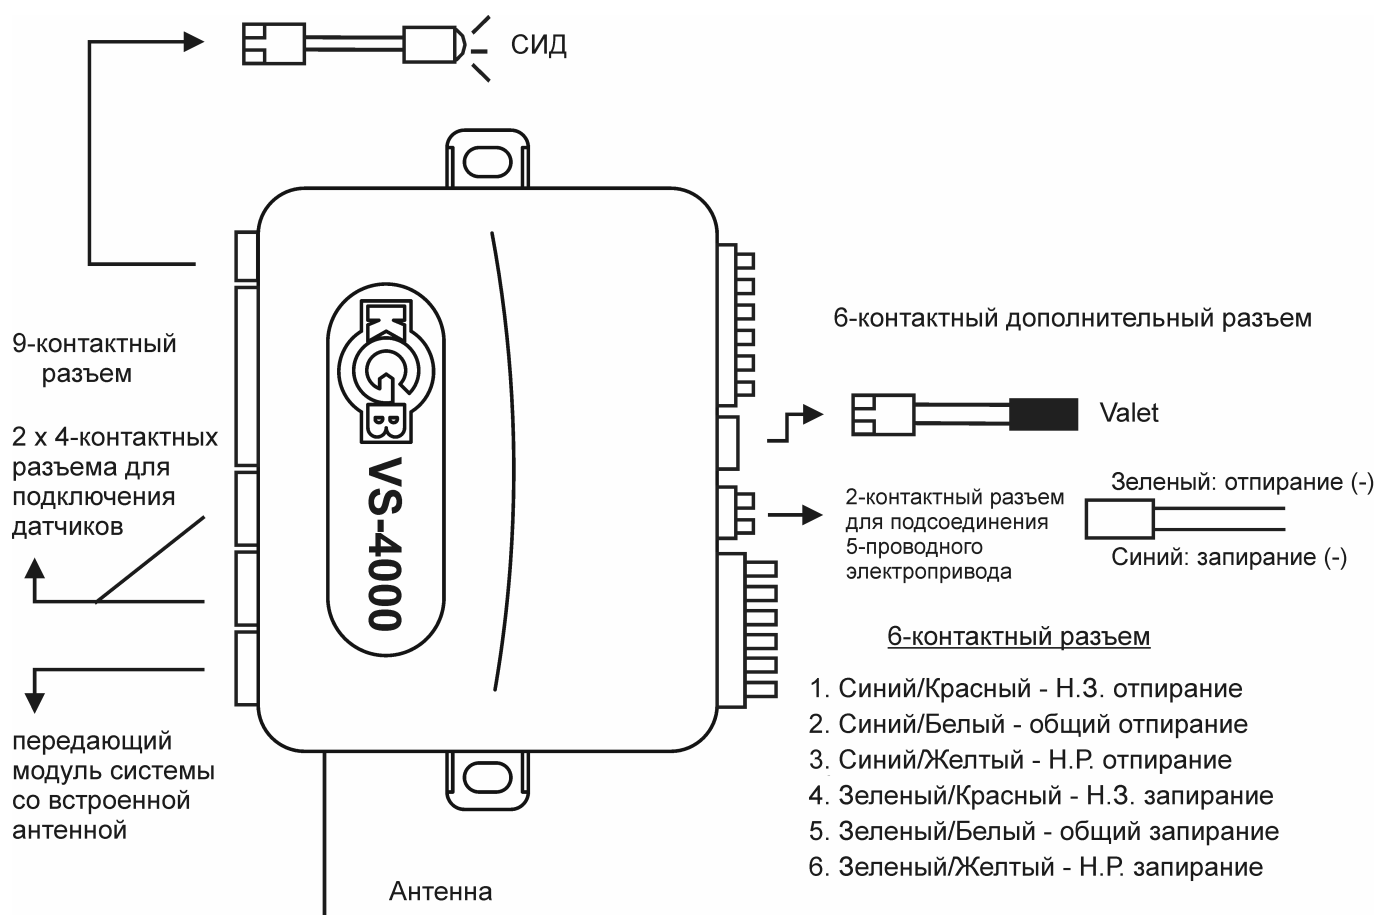 СИД
9-контактный
разъем
2 x 4-контактных
разъема для
подключения
датчиков
передающий
модуль системы
со встроенной
антенной
KGB
VS-4000
Антенна
6-контактный дополнительный разъем
Valet
2-контактный разъем
для подсоединения
5-проводного
электропривода
Зеленый: отпирание (-)
Синий: запирание (-)
6-контактный разъем
1. Синий/Красный - Н.З. отпирание
2. Синий/Белый - общий отпирание
3. Синий/Желтый - Н.Р. отпирание
4. Зеленый/Красный - Н.З. запирание
5. Зеленый/Белый - общий запирание
6. Зеленый/Желтый - Н.Р. запирание